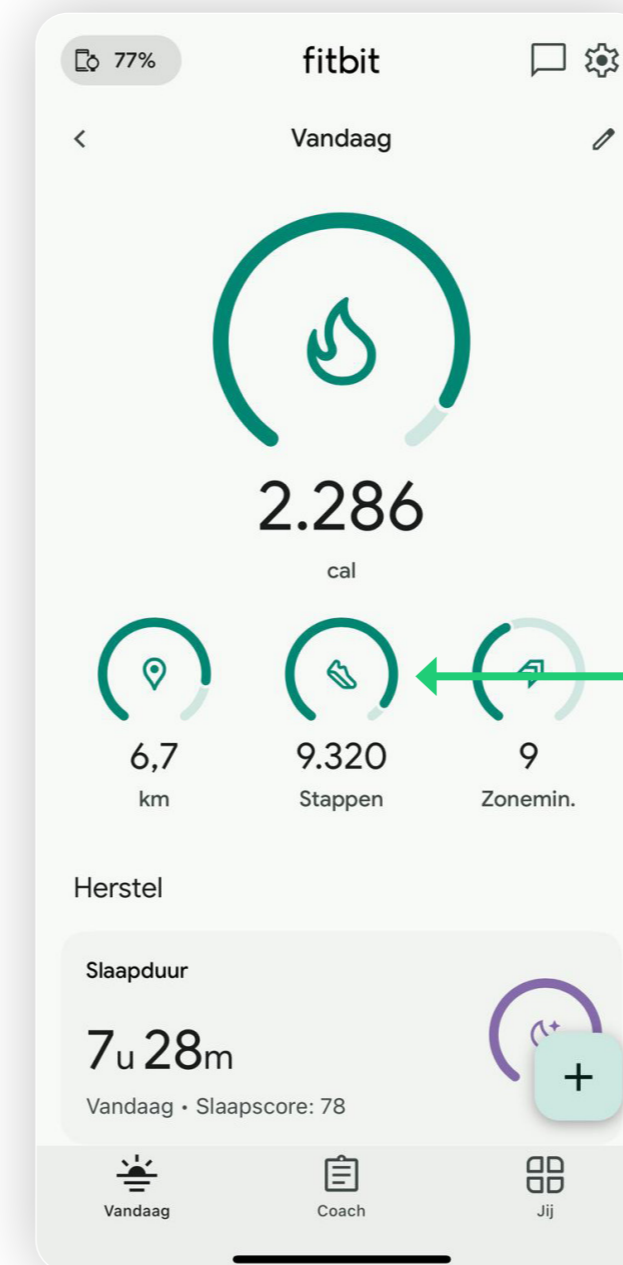 77%
fitbit
Vandaag
2.286
cal
6,7
km
9.320
Stappen
9
Zonemin.
Herstel
Slaapduur
7u 28m
Vandaag • Slaapscore: 78
+
Vandaag
Coach
Jij